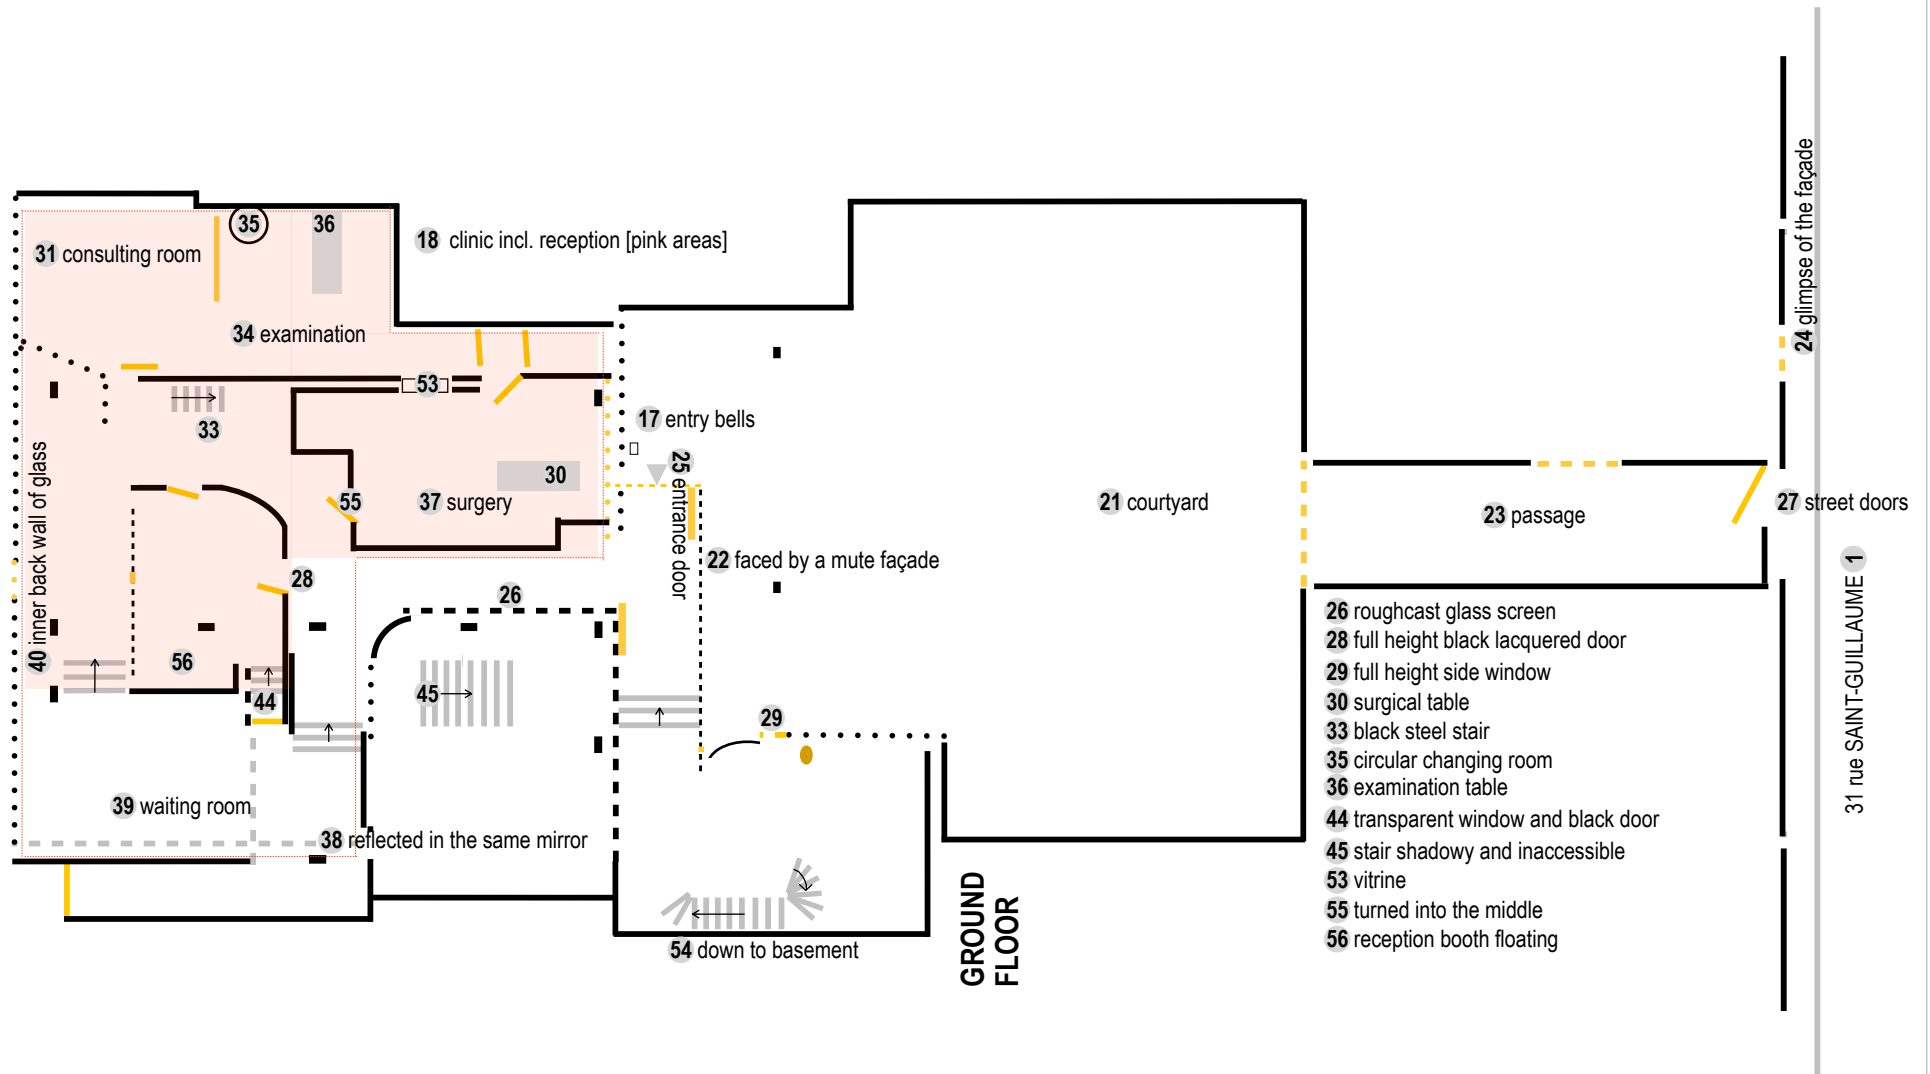 35
36
31 consulting room
18 clinic incl. reception [pink areas]
34 examination
53
33
17 entry bells
30
25 entrance door
55
37 surgery
40 inner back wall of glass
28
26
22 faced by a mute façade
56
44
45
29
39 waiting room
38 reflected in the same mirror
54 down to basement
GROUND
FLOOR
21 courtyard
23 passage
24 glimpse of the façade
27 street doors
31 rue SAINT-GUILLAUME 1
26 roughcast glass screen
28 full height black lacquered door
29 full height side window
30 surgical table
33 black steel stair
35 circular changing room
36 examination table
44 transparent window and black door
45 stair shadowy and inaccessible
53 vitrine
55 turned into the middle
56 reception booth floating